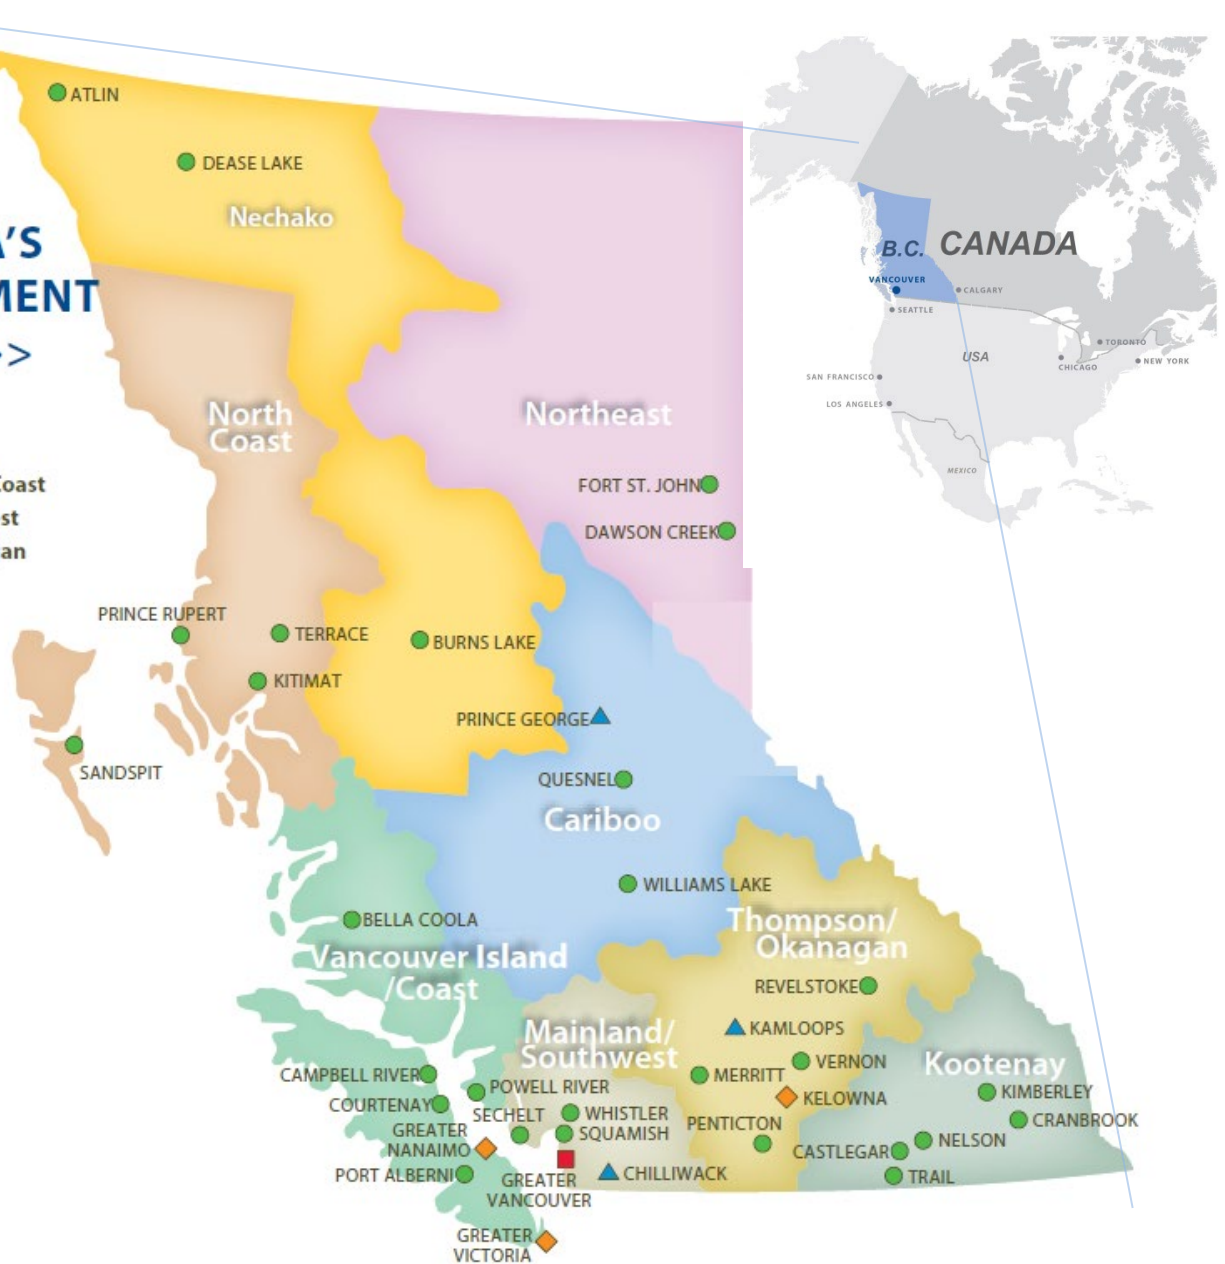 ATLIN
DEASE LAKE
Nechako
'S
MENT
>
North
Coast
Northeast
FORT ST. JOHN
DAWSON CREEK
Coast
st
an
PRINCE RUPERT
TERRACE
BURNS LAKE
KITIMAT
PRINCE GEORGE
SANDSPIT
QUESNEL
Cariboo
WILLIAMS LAKE
BELLA COOLA
Thompson/
Okanagan
Vancouver Island
/Coast
REVELSTOKE
Mainland/
Southwest
KAMLOOPS
Kootenay
CAMPBELL RIVER
POWELL RIVER
MERRITT
VERNON
KIMBERLEY
COURTENAY
SECHELT
WHISTLER
KELOWNA
CRANBROOK
GREATER
NANAIMO
SQUAMISH
PENTICTON
NELSON
CASTLEGAR
PORT ALBERNI
GREATER
VANCOUVER
CHILLIWACK
TRAIL
GREATER
VICTORIA
B.C.
CANADA
VANCOUVER
CALGARY
SEATTLE
TORONTO
USA
CHICAGO
NEW YORK
SAN FRANCISCO
LOS ANGELES
MEXICO